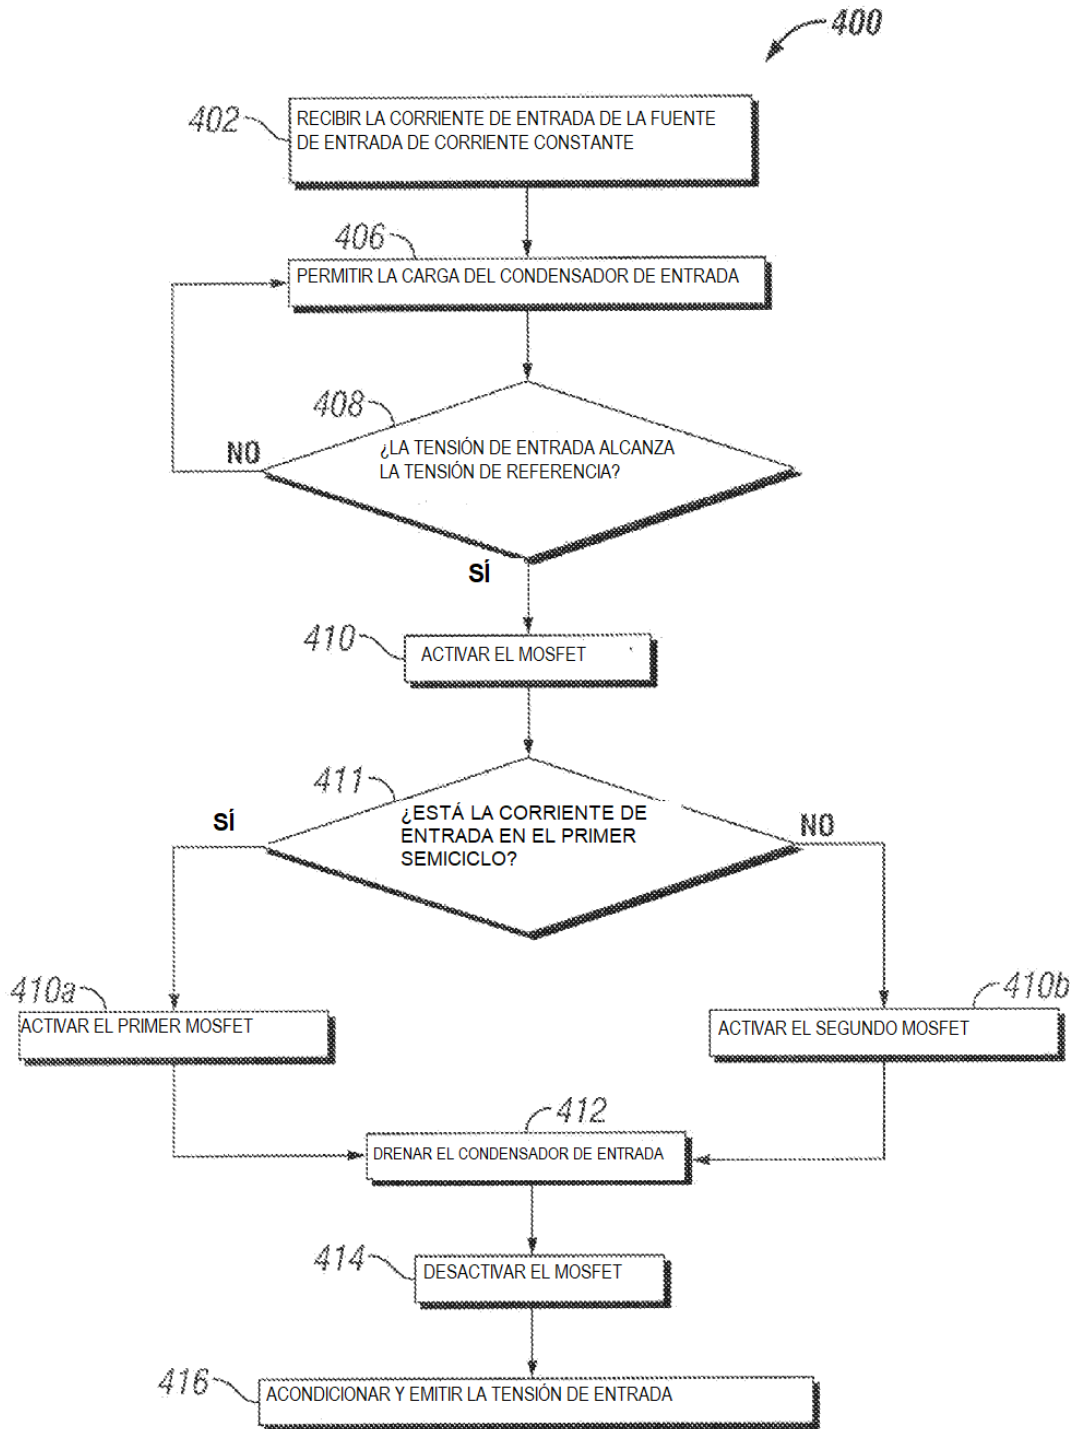 400
402
RECIBIR LA CORRIENTE DE ENTRADA DE LA FUENTE
DE ENTRADA DE CORRIENTE CONSTANTE
406
PERMITIR LA CARGA DEL CONDENSADOR DE ENTRADA
408
¿LA TENSIÓN DE ENTRADA ALCANZA
LA TENSIÓN DE REFERENCIA?
NO
SÍ
410
ACTIVAR EL MOSFET
411
¿ESTÁ LA CORRIENTE DE
ENTRADA EN EL PRIMER
SEMICICLO?
SÍ
NO
410a
ACTIVAR EL PRIMER MOSFET
410b
ACTIVAR EL SEGUNDO MOSFET
412
DRENAR EL CONDENSADOR DE ENTRADA
414
DESACTIVAR EL MOSFET
416
ACONDICIONAR Y EMITIR LA TENSIÓN DE ENTRADA